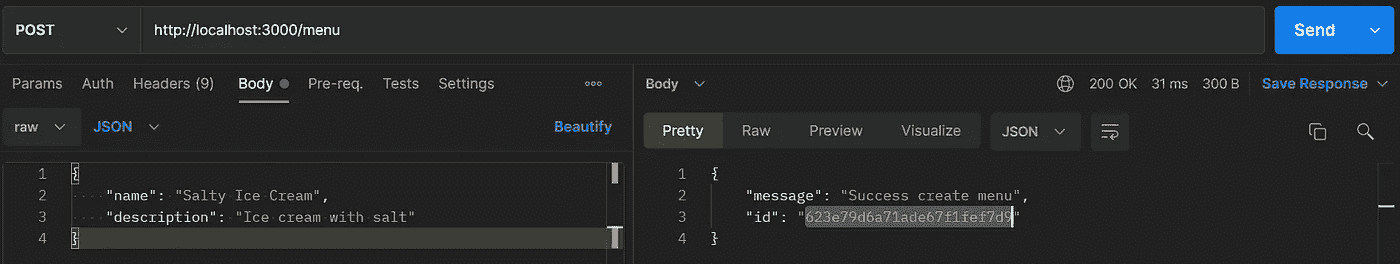 POST http://localhost:3000/menu Send
Params Auth Headers (9) Body Pre-req. Tests Settings
raw JSON Beautify
1 {
2 "name": "Salty Ice Cream",
3 "description": "Ice cream with salt"
4 }
Body 200 OK 31 ms 300 B Save Response
Pretty Raw Preview Visualize JSON
1 {
2 "message": "Success create menu",
3 "id": "623e79d6a71ade67f1fef7d9"
4 }